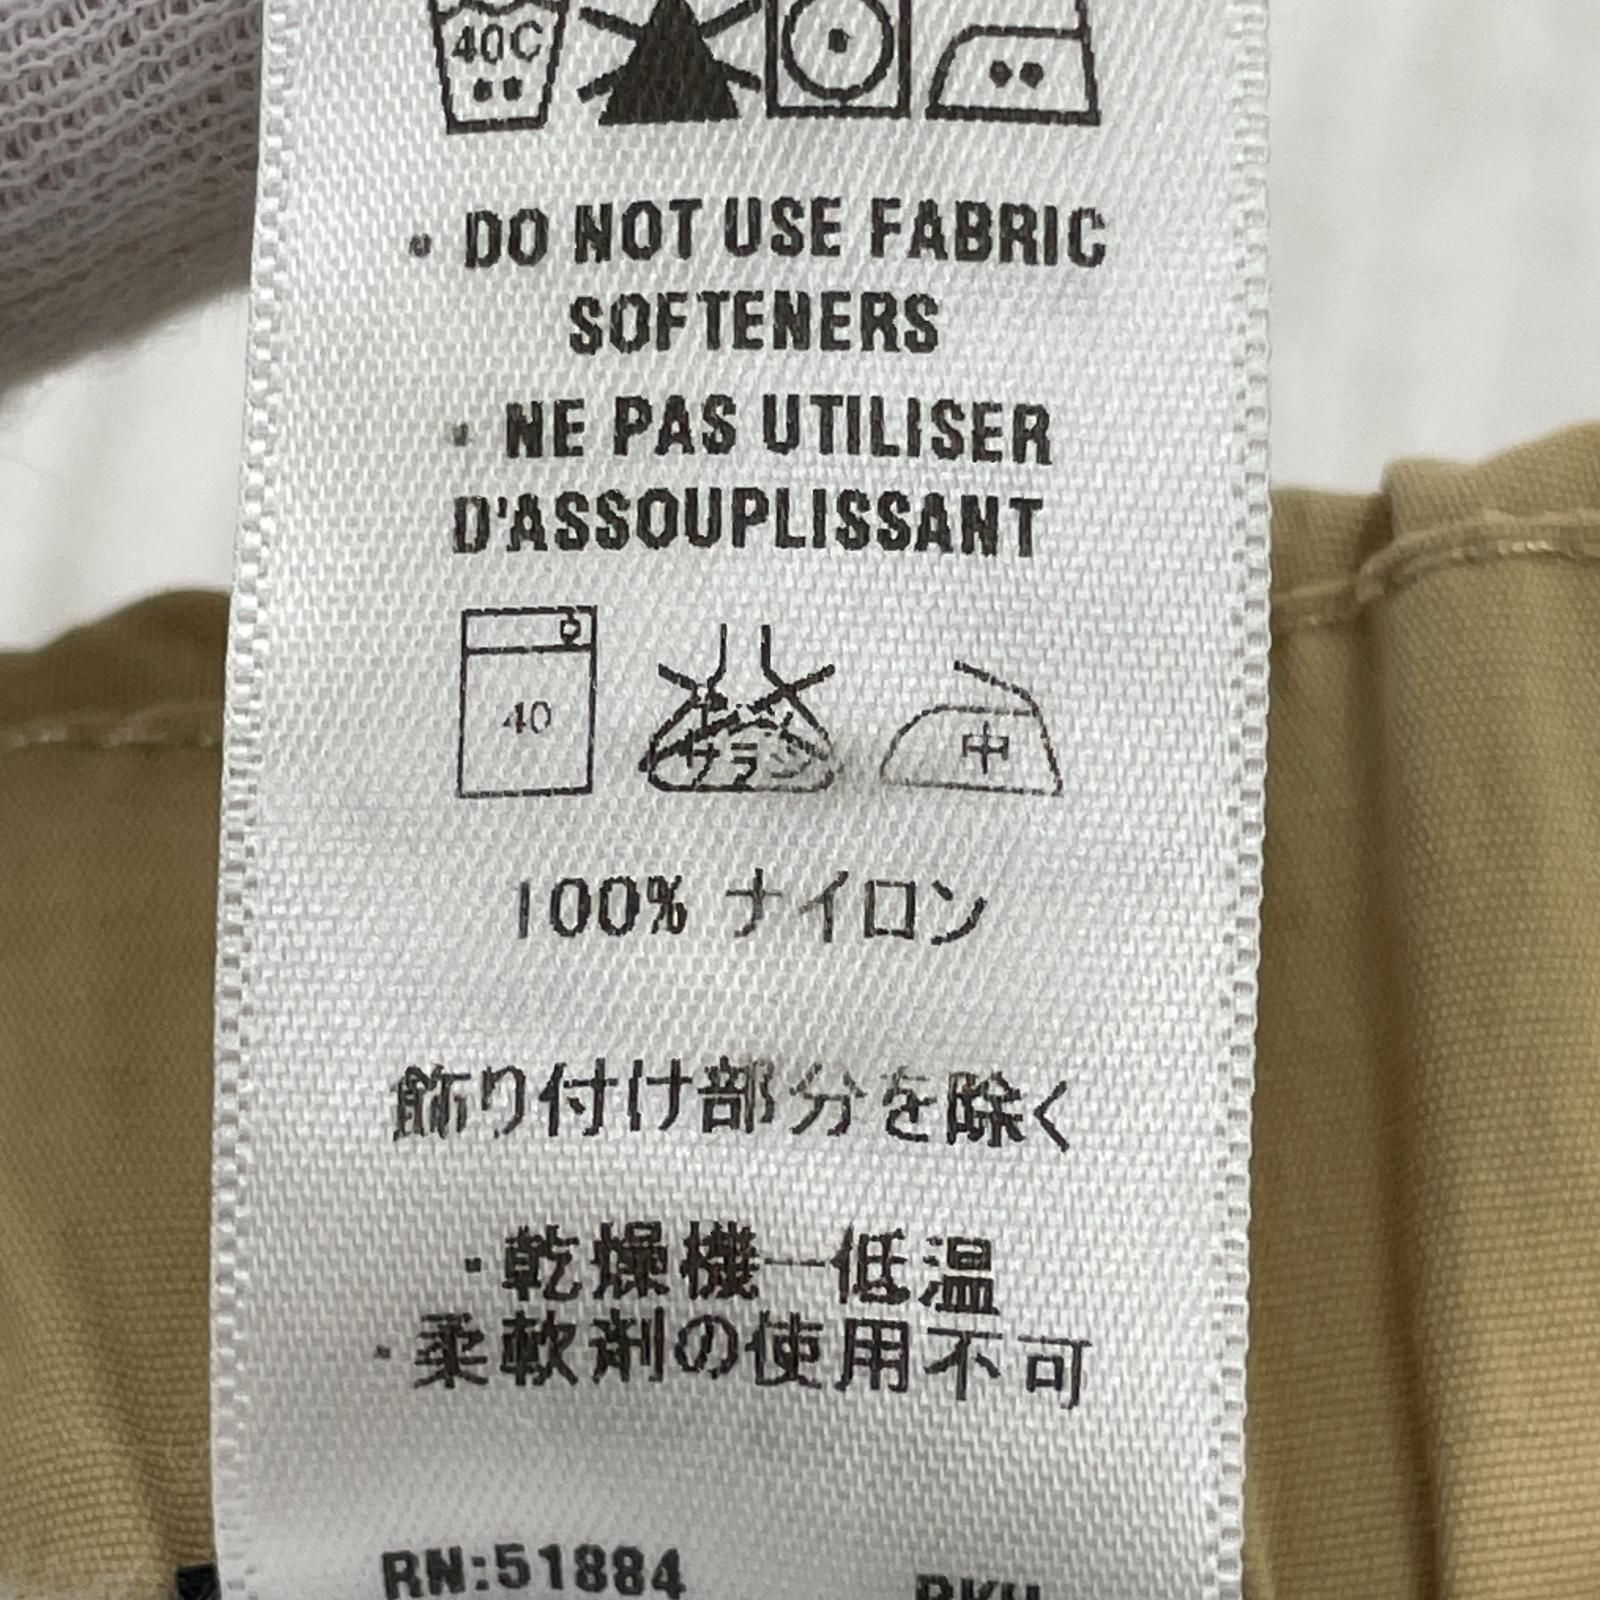 40C
· DO NOT USE FABRIC
SOFTENERS
· NE PAS UTILISER
D'ASSOUPLISSANT
40
中
100% ナイロン
飾り付け部分を除く
·乾燥機一低温
·柔軟剤の使用不可
RN:51884